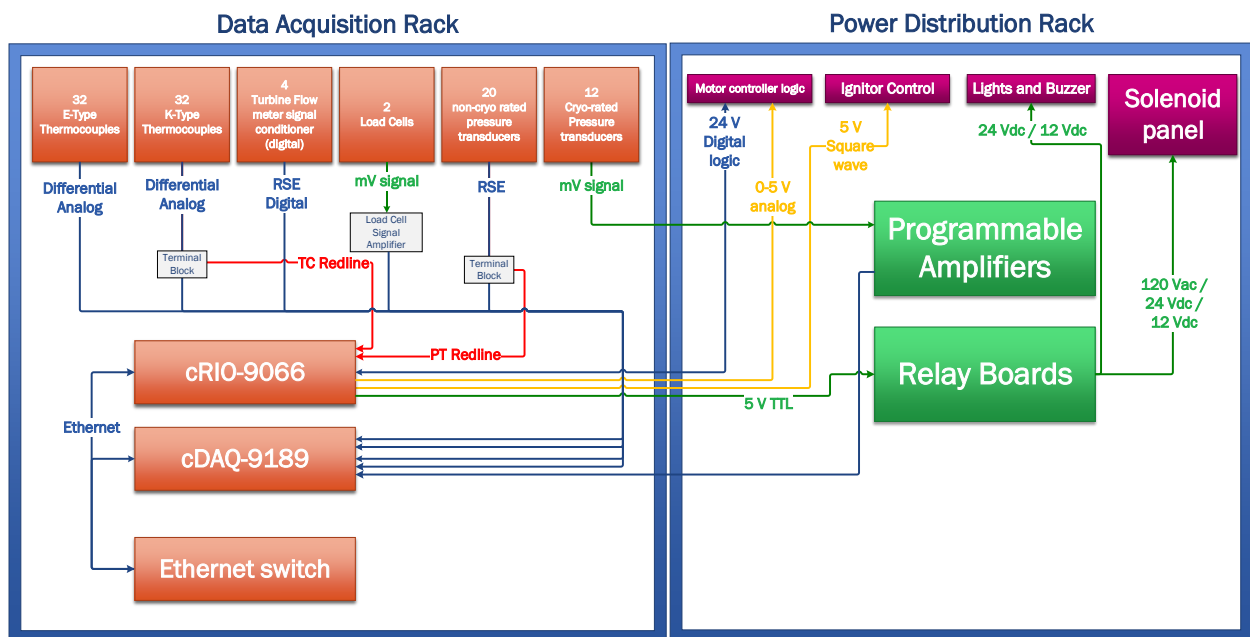 Data Acquisition Rack
Power Distribution Rack
32
E-Type
Thermocouples
32
K-Type
Thermocouples
4
Turbine Flow
meter signal
conditioner
(digital)
2
Load Cells
20
non-cryo rated
pressure
transducers
12
Cryo-rated
Pressure
transducers
Motor controller logic
Ignitor Control
Lights and Buzzer
Solenoid
panel
Differential
Analog
Differential
Analog
RSE
Digital
mV signal
RSE
mV signal
24 V
Digital
logic
5 V
Square
wave
24 Vdc / 12 Vdc
0-5 V
analog
Load Cell
Signal
Amplifier
Terminal
Block
TC Redline
Terminal
Block
Programmable
Amplifiers
120 Vac /
24 Vdc /
12 Vdc
PT Redline
cRIO-9066
Relay Boards
5 V TTL
Ethernet
cDAQ-9189
Ethernet switch